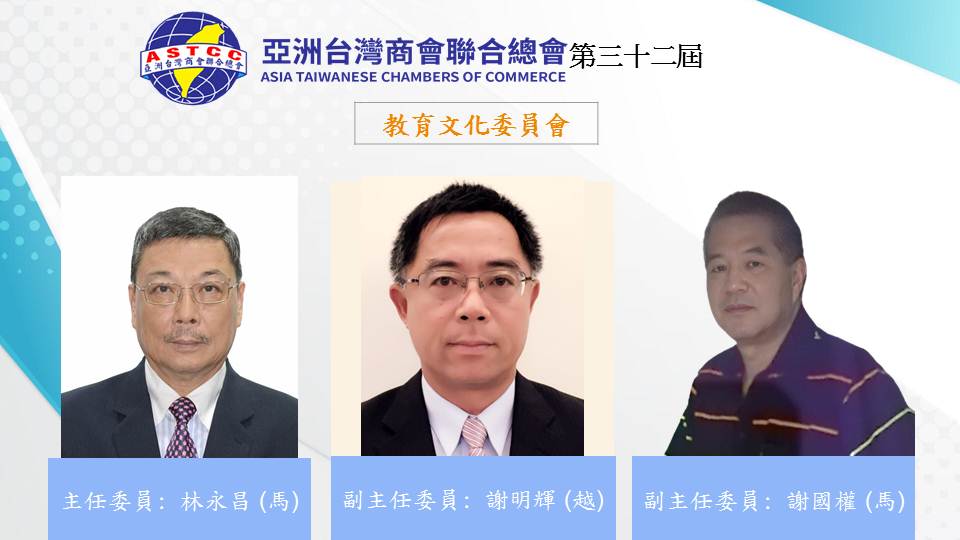 ASTCC
亞洲台灣商會聯合總會
亞洲台灣商會聯合總會第三十二屆
ASIA TAIWANESE CHAMBERS OF COMMERCE
教育文化委員會
主任委員：林永昌 (馬)
副主任委員：謝明輝 (越)
副主任委員：謝國權 (馬)